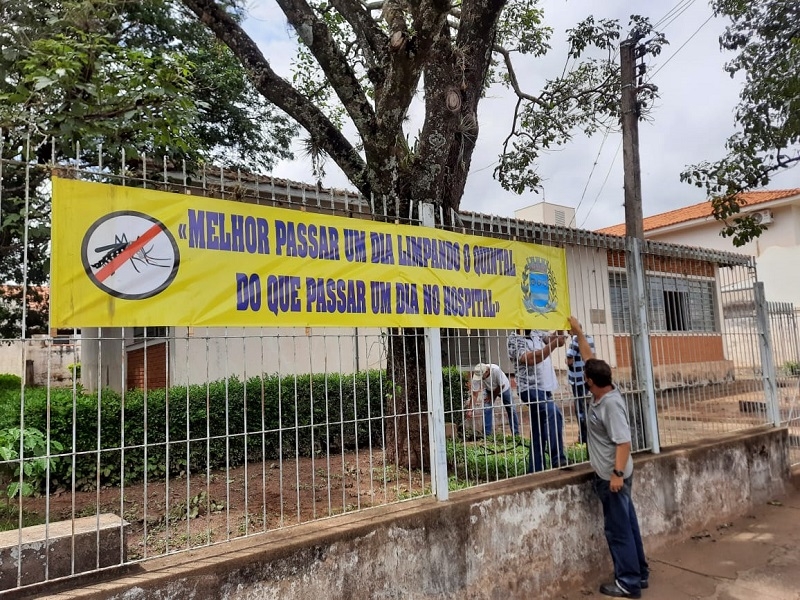 «MELHOR PASSAR UM DIA LIMPANDO O QUINTAL
DO QUE PASSAR UM DIA NO HOSPITAL»